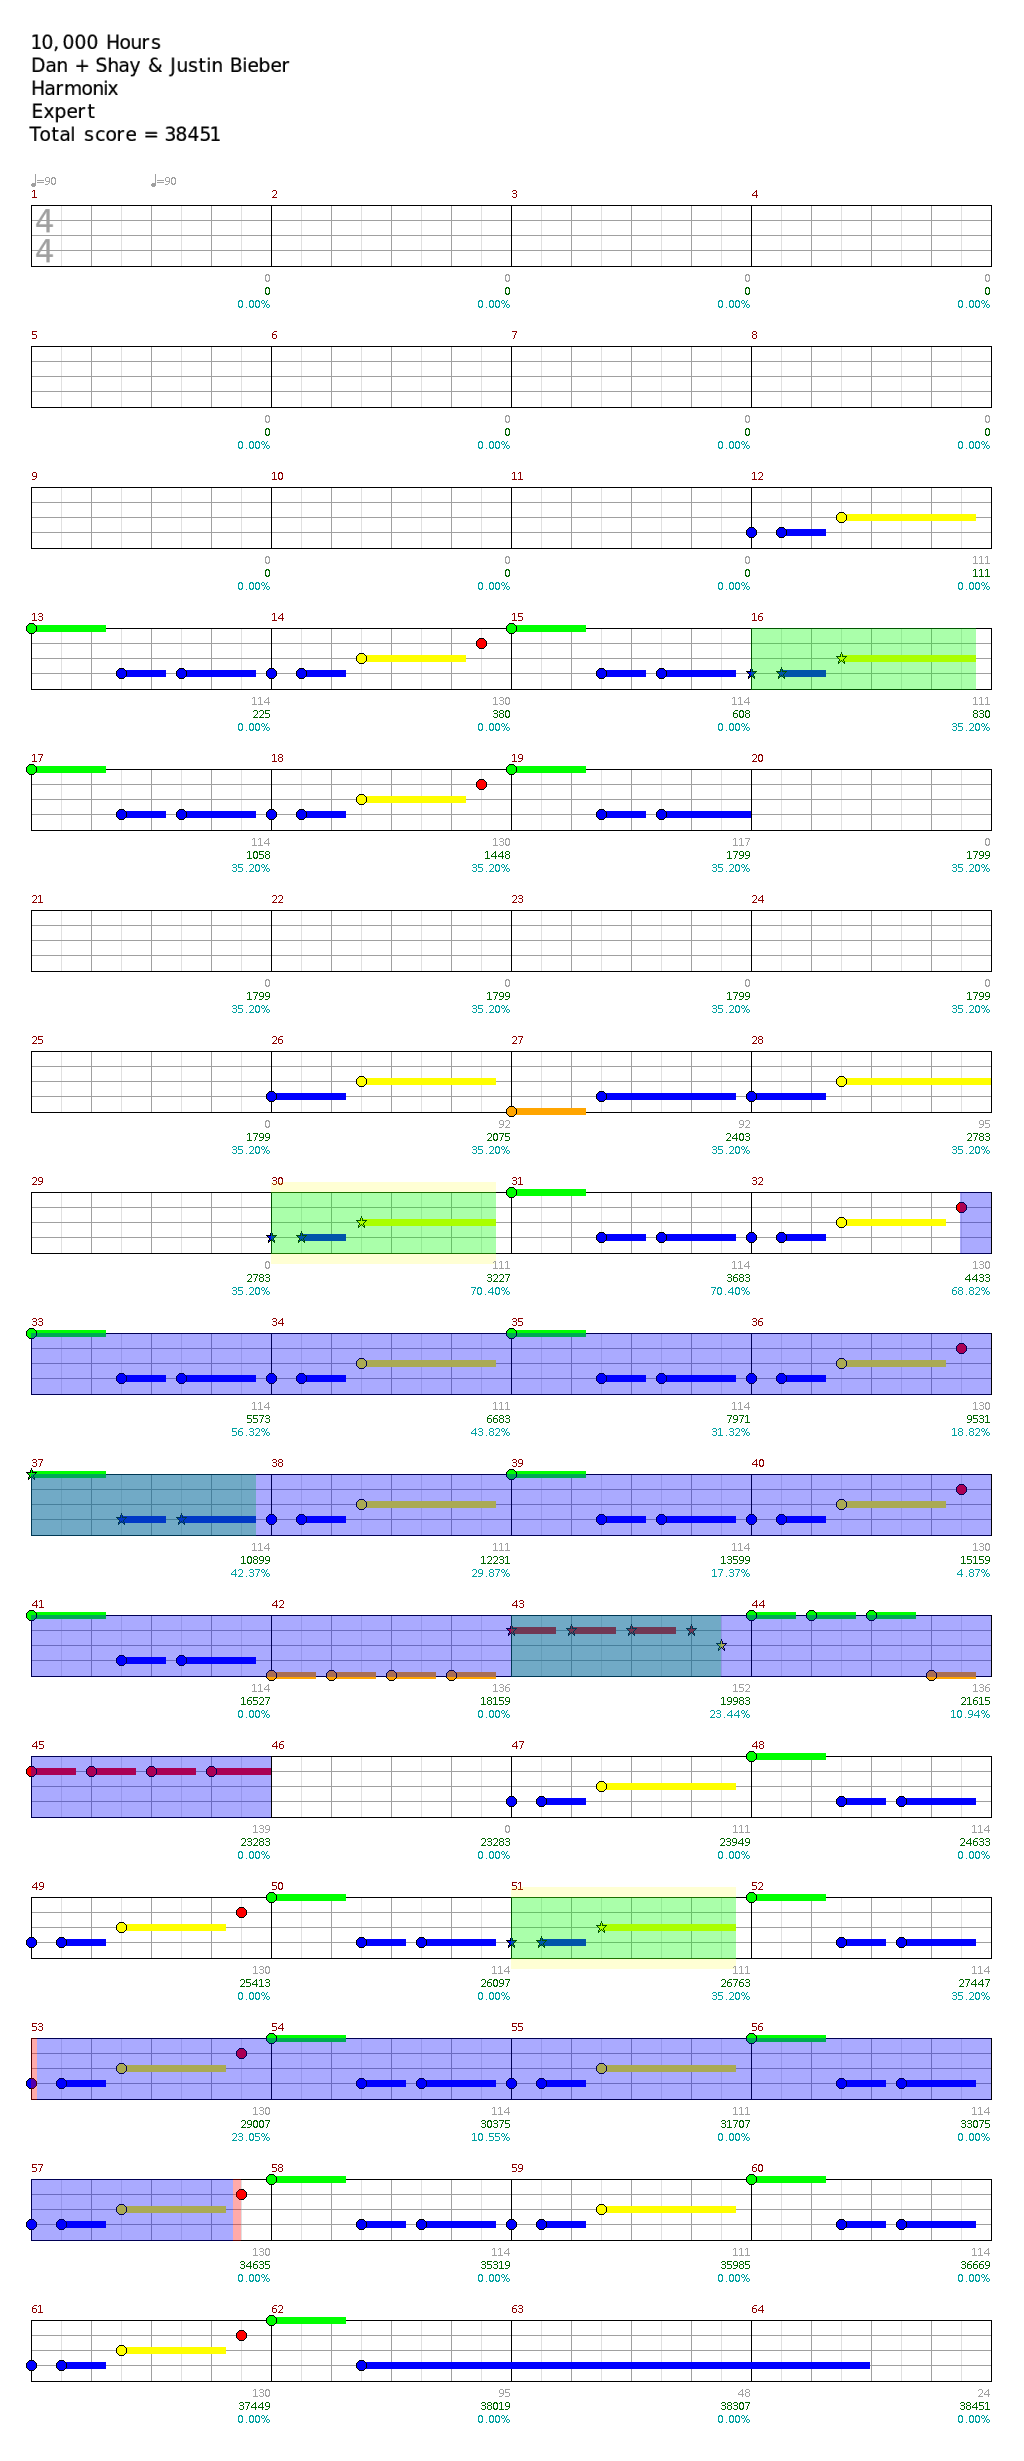 10,000 Hours
Dan + Shay & Justin Bieber
Harmonix
Expert
Total score = 38451
♩=90 ♩=90
1 2 3 4
4
4
0 0 0 0
0 0 0 0
0.00% 0.00% 0.00% 0.00%
5 6 7 8
0 0 0 0
0 0 0 0
0.00% 0.00% 0.00% 0.00%
9 10 11 12
0 0 0 111
0 0 0 111
0.00% 0.00% 0.00% 0.00%
13 14 15 16
114 130 114 111
225 380 608 830
0.00% 0.00% 0.00% 35.20%
17 18 19 20
114 130 117 0
1058 1448 1799 1799
35.20% 35.20% 35.20% 35.20%
21 22 23 24
0 0 0 0
1799 1799 1799 1799
35.20% 35.20% 35.20% 35.20%
25 26 27 28
0 92 92 95
1799 2075 2403 2783
35.20% 35.20% 35.20% 35.20%
29 30 31 32
0 111 114 130
2783 3227 3683 4433
35.20% 70.40% 70.40% 68.82%
33 34 35 36
114 111 114 130
5573 6683 7971 9531
56.32% 43.82% 31.32% 18.82%
37 38 39 40
114 111 114 130
10899 12231 13599 15159
42.37% 29.87% 17.37% 4.87%
41 42 43 44
114 136 152 136
16527 18159 19983 21615
0.00% 0.00% 23.44% 10.94%
45 46 47 48
139 0 111 114
23283 23283 23949 24633
0.00% 0.00% 0.00% 0.00%
49 50 51 52
130 114 111 114
25413 26097 26763 27447
0.00% 0.00% 35.20% 35.20%
53 54 55 56
130 114 111 114
29007 30375 31707 33075
23.05% 10.55% 0.00% 0.00%
57 58 59 60
130 114 111 114
34635 35319 35985 36669
0.00% 0.00% 0.00% 0.00%
61 62 63 64
130 95 48 24
37449 38019 38307 38451
0.00% 0.00% 0.00% 0.00%